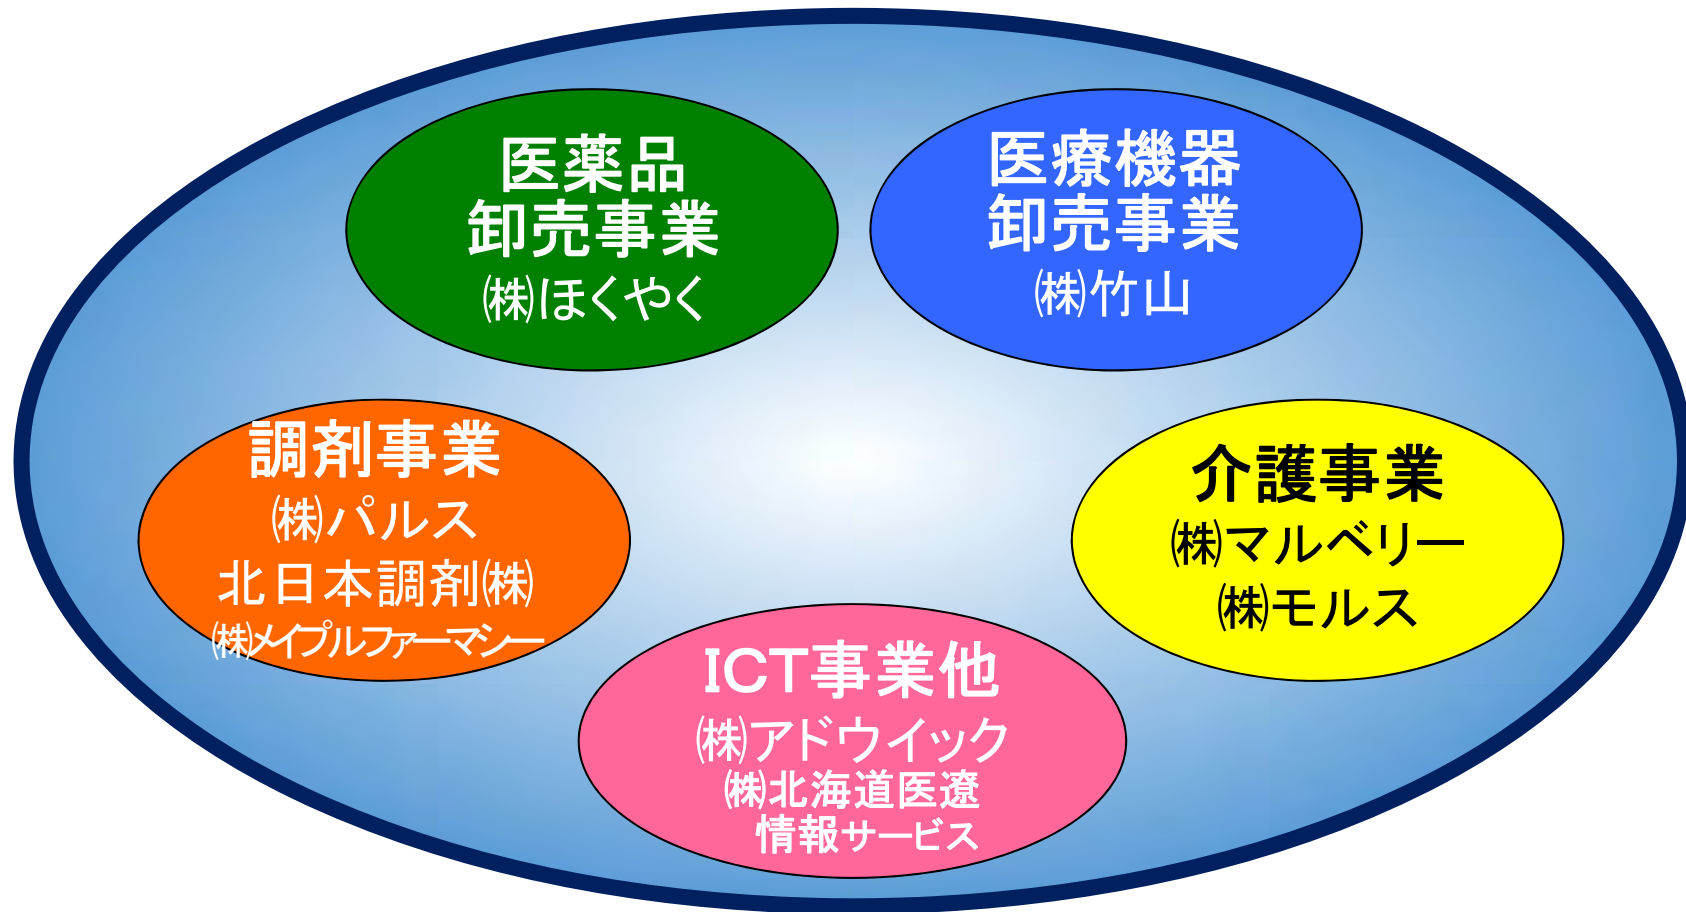 医薬品
卸売事業
㈱ほくやく
医療機器
卸売事業
㈱竹山
調剤事業
㈱パルス
北日本調剤㈱
㈱メイプルファーマシー
介護事業
㈱マルベリー
㈱モルス
ICT事業他
㈱アドウイック
㈱北海道医遼
情報サービス